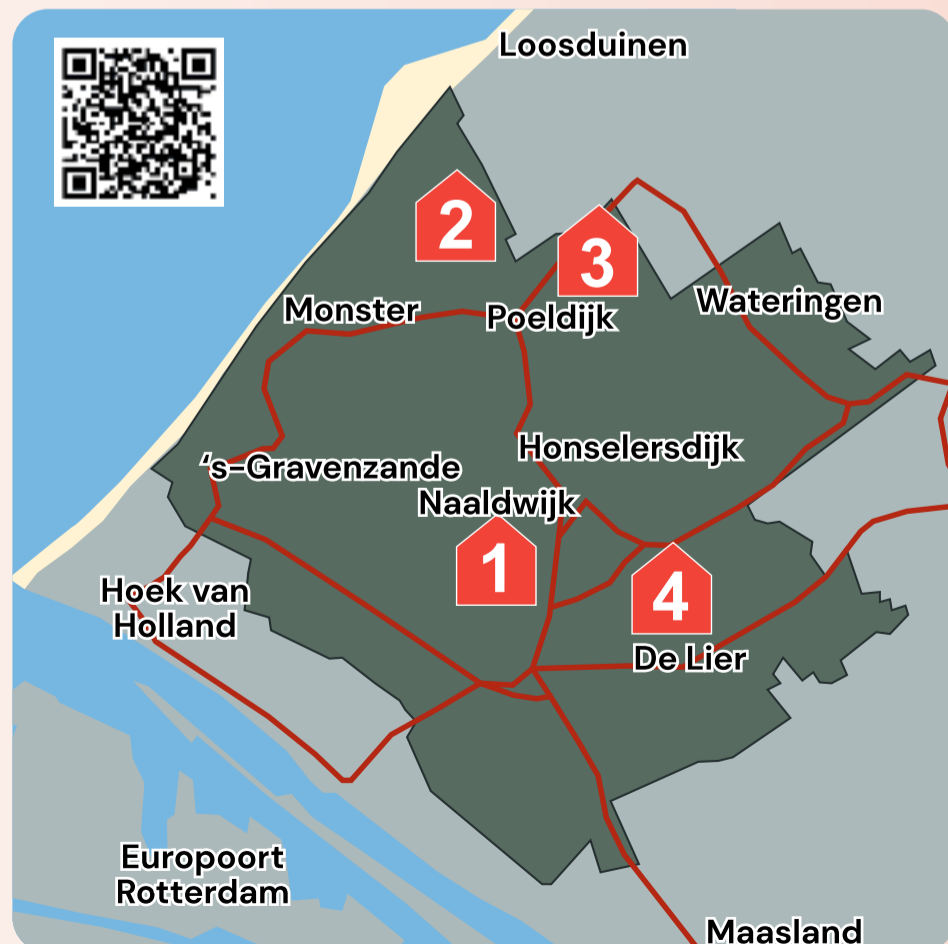 Loosduinen
2
3
Monster
Poeldijk
Wateringen
Honselersdijk
‘s-Gravenzande
Naaldwijk
1
4
Hoek van
Holland
De Lier
Europoort
Rotterdam
Maasland